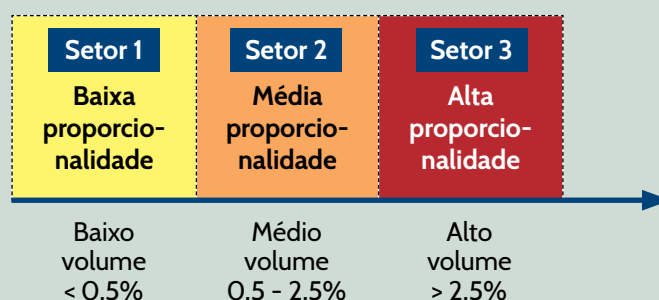 Setor 1
Baixa
proporcio-
nalidade
Setor 2
Média
proporcio-
nalidade
Setor 3
Alta
proporcio-
nalidade
Baixo
volume
< 0.5%
Médio
volume
0.5 - 2.5%
Alto
volume
> 2.5%